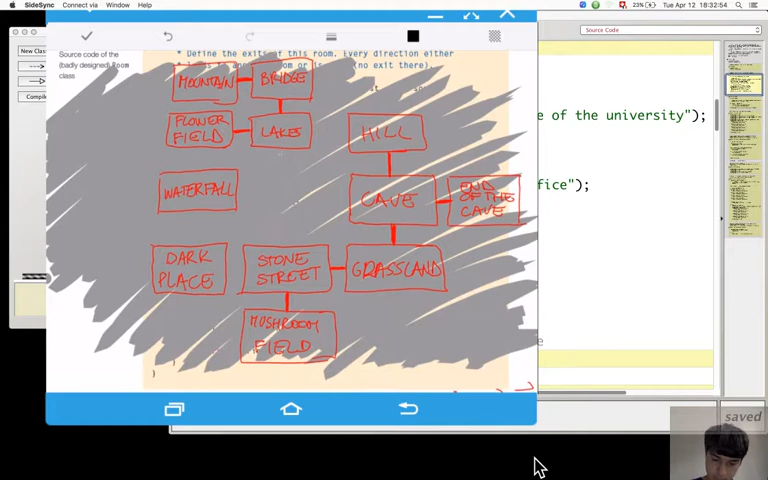 SideSync Connect via Window Help
23% Tue Apr 12 18:32:54
Source Code
New Class
Compile
Source code of the
(badly designed) Room
class
* Define the exits of this room. Every direction either
(no exit there).
MOUNTAIN BRIDGE
FLOWER
FIELD
LAKES
HILL
WATERFALL
CAVE
END
OF THE
CAVE
DARK
PLACE
STONE
STREET
GRASSLAND
MUSHROOM
FIELD
e of the university");
fice");
saved